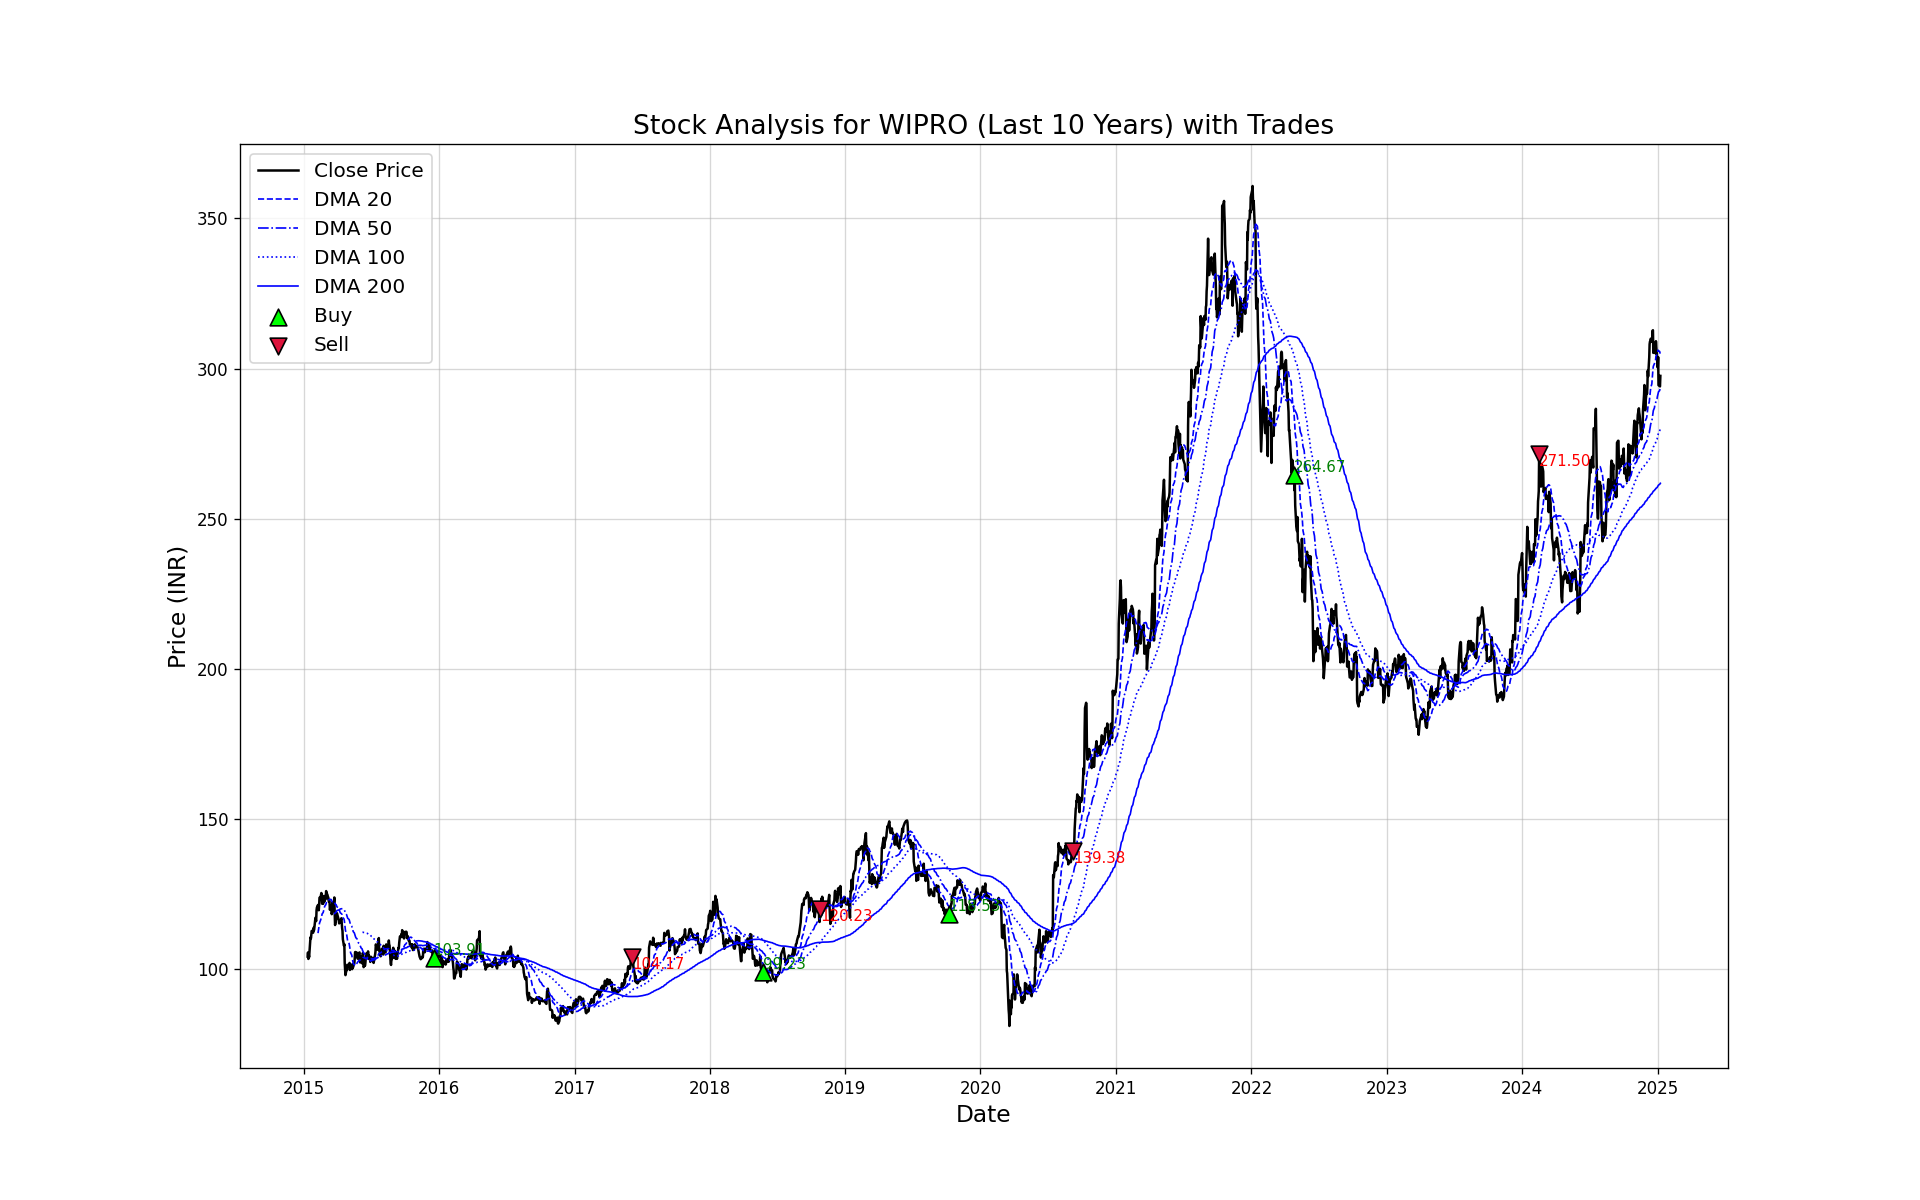 Stock Analysis for WIPRO (Last 10 Years) with Trades
Close Price
DMA 20
DMA 50
DMA 100
DMA 200
Buy
Sell
Price (INR)
350
300
250
200
150
100
264.67
271.50
139.38
120.23
103.91
104.17
99.23
2015
2016
2017
2018
2019
2020
2021
2022
2023
2024
2025
Date